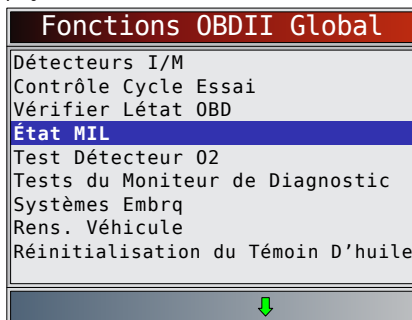 Fonctions OBDII Global
Détecteurs I/M
Contrôle Cycle Essai
Vérifier Létat OBD
État MIL
Test Détecteur O2
Tests du Moniteur de Diagnostic
Systèmes Embrq
Rens. Véhicule
Réinitialisation du Témoin D’huile